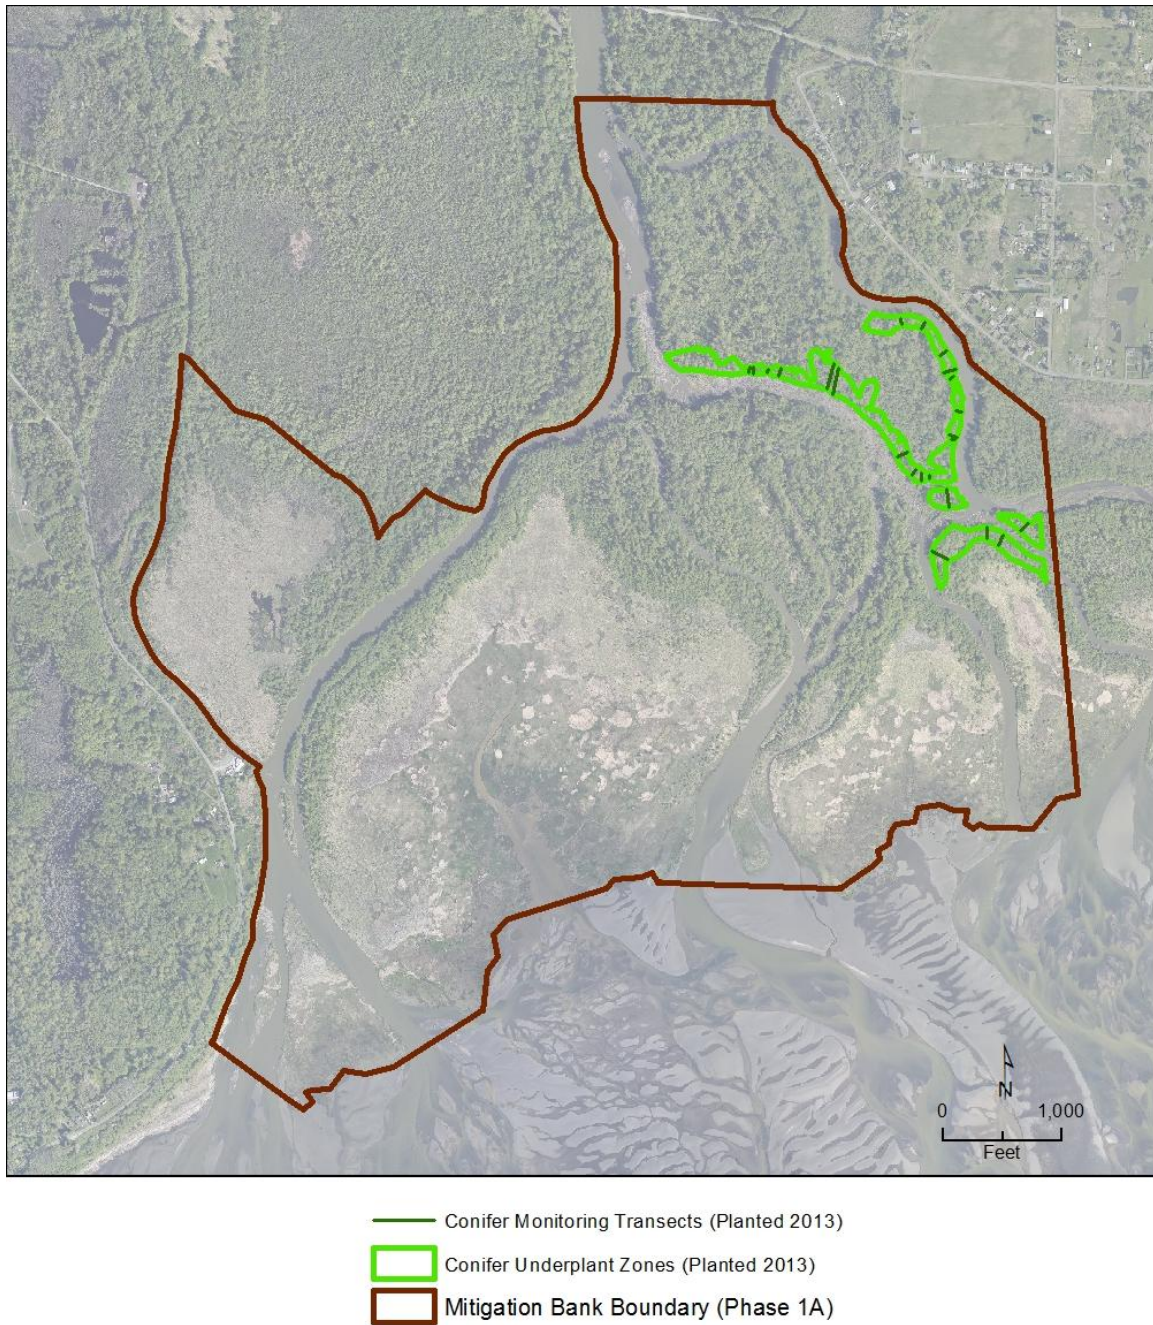 N
0 1,000
Feet
Conifer Monitoring Transects (Planted 2013)
Conifer Underplant Zones (Planted 2013)
Mitigation Bank Boundary (Phase 1A)